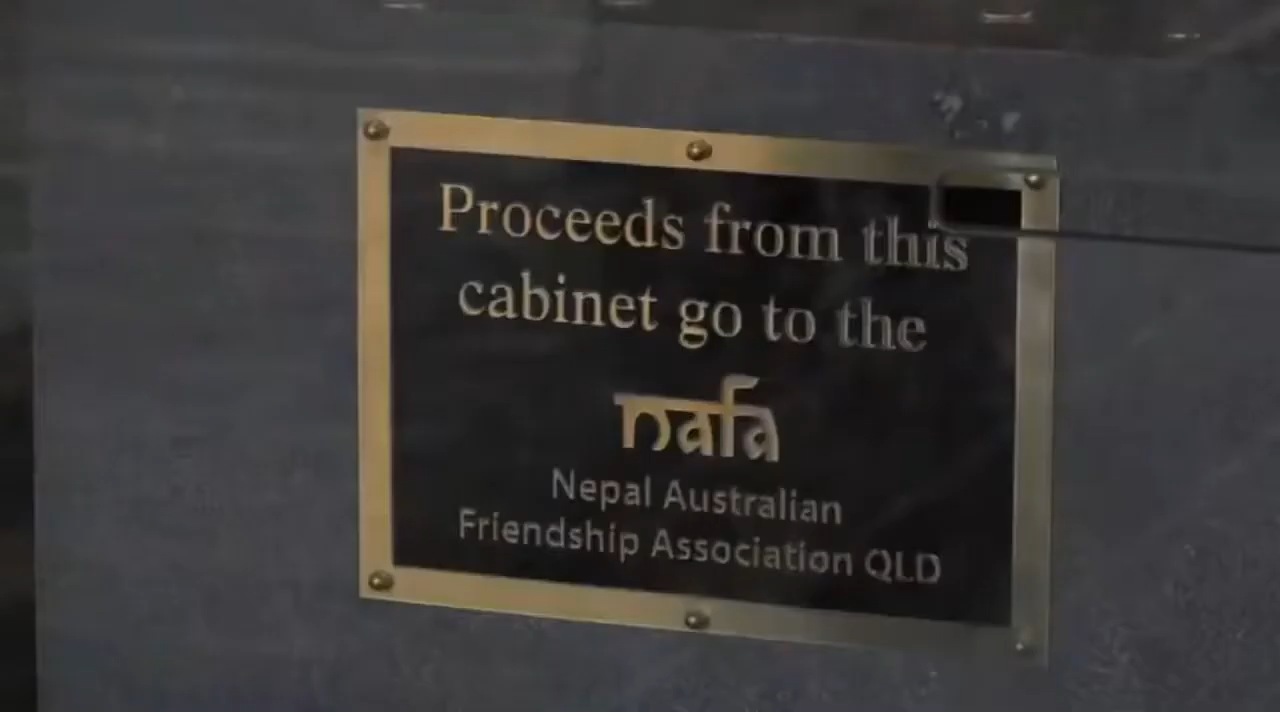 Proceeds from this
cabinet go to the
nafa
Nepal Australian
Friendship Association QLD